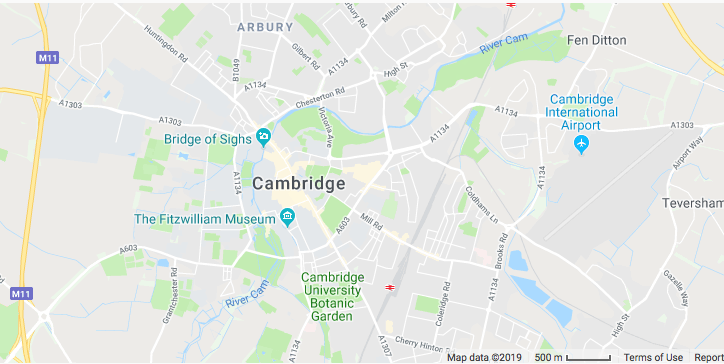 ARBURY
Milton R
Fen Ditton
River Cam
Huntingdon Rd
Gilbert Rd
A1134
High St
M11
B1049
A1134
Chesterton Rd
A1303
A1303
Victoria Ave
A1134
A1134
Cambridge
International
Airport
A1303
Bridge of Sighs
Airport Way
A1134
A1134
Cambridge
Coldhams Ln
Teversham
The Fitzwilliam Museum
A603
Mill Rd
A603
Brooks Rd
M11
Grantchester Rd
River Cam
Cambridge
University
Botanic
Garden
A1134
Coleridge Rd
Gazelle Way
High St
Cherry Hinton
A1307
Map data ©2019 500 m Terms of Use Report